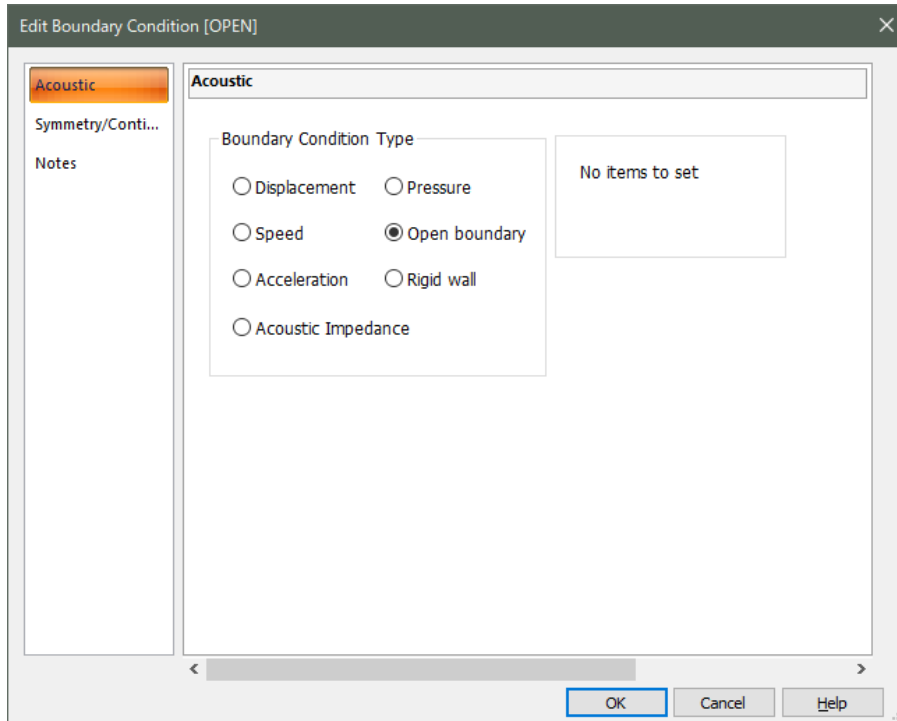 Edit Boundary Condition [OPEN]
Acoustic
Symmetry/Conti...
Notes
Acoustic
Boundary Condition Type
Displacement
Pressure
Speed
Open boundary
Acceleration
Rigid wall
Acoustic Impedance
No items to set
OK
Cancel
Help